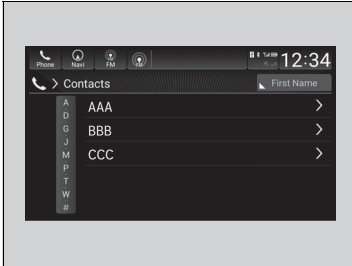 Phone Navi FM
12:34
Contacts
First Name
A
D
G
J
M
P
T
W
#
AAA
BBB
CCC